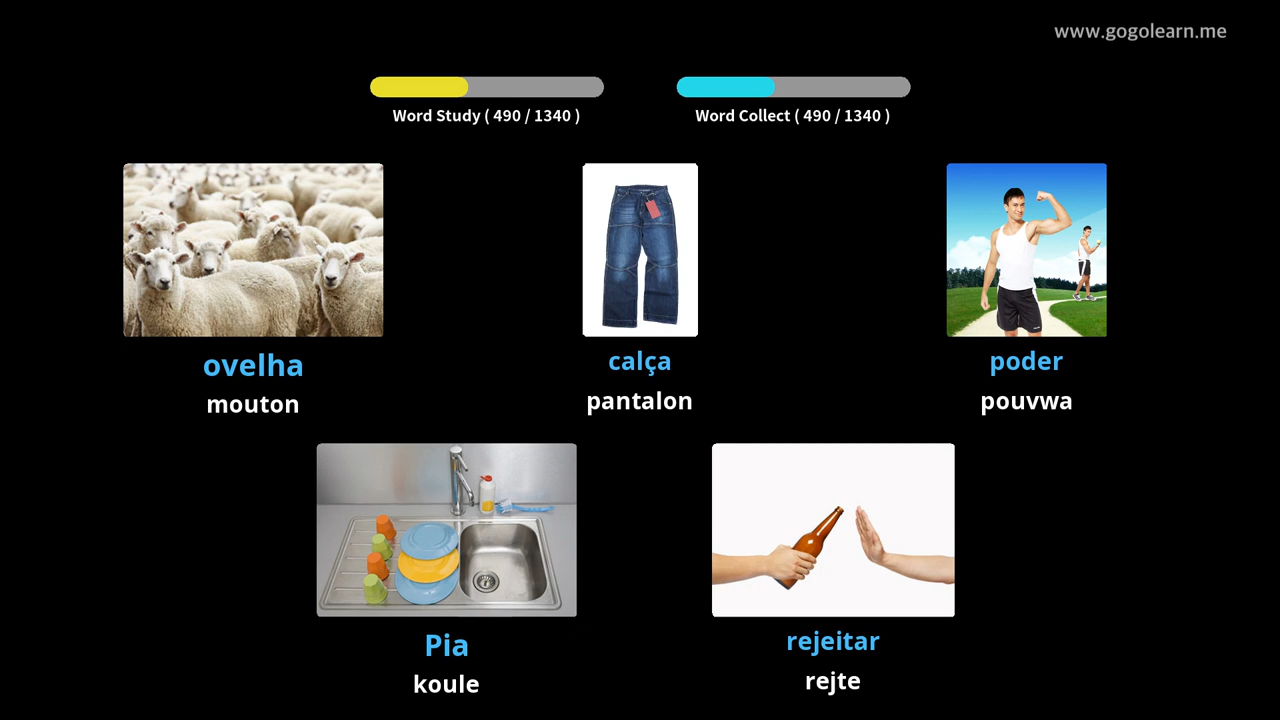 www.gogolearn.me
Word Study ( 490 / 1340 )
Word Collect ( 490 / 1340 )
ovelha
mouton
calça
pantalon
poder
pouvwa
Pia
koule
rejeitar
rejte